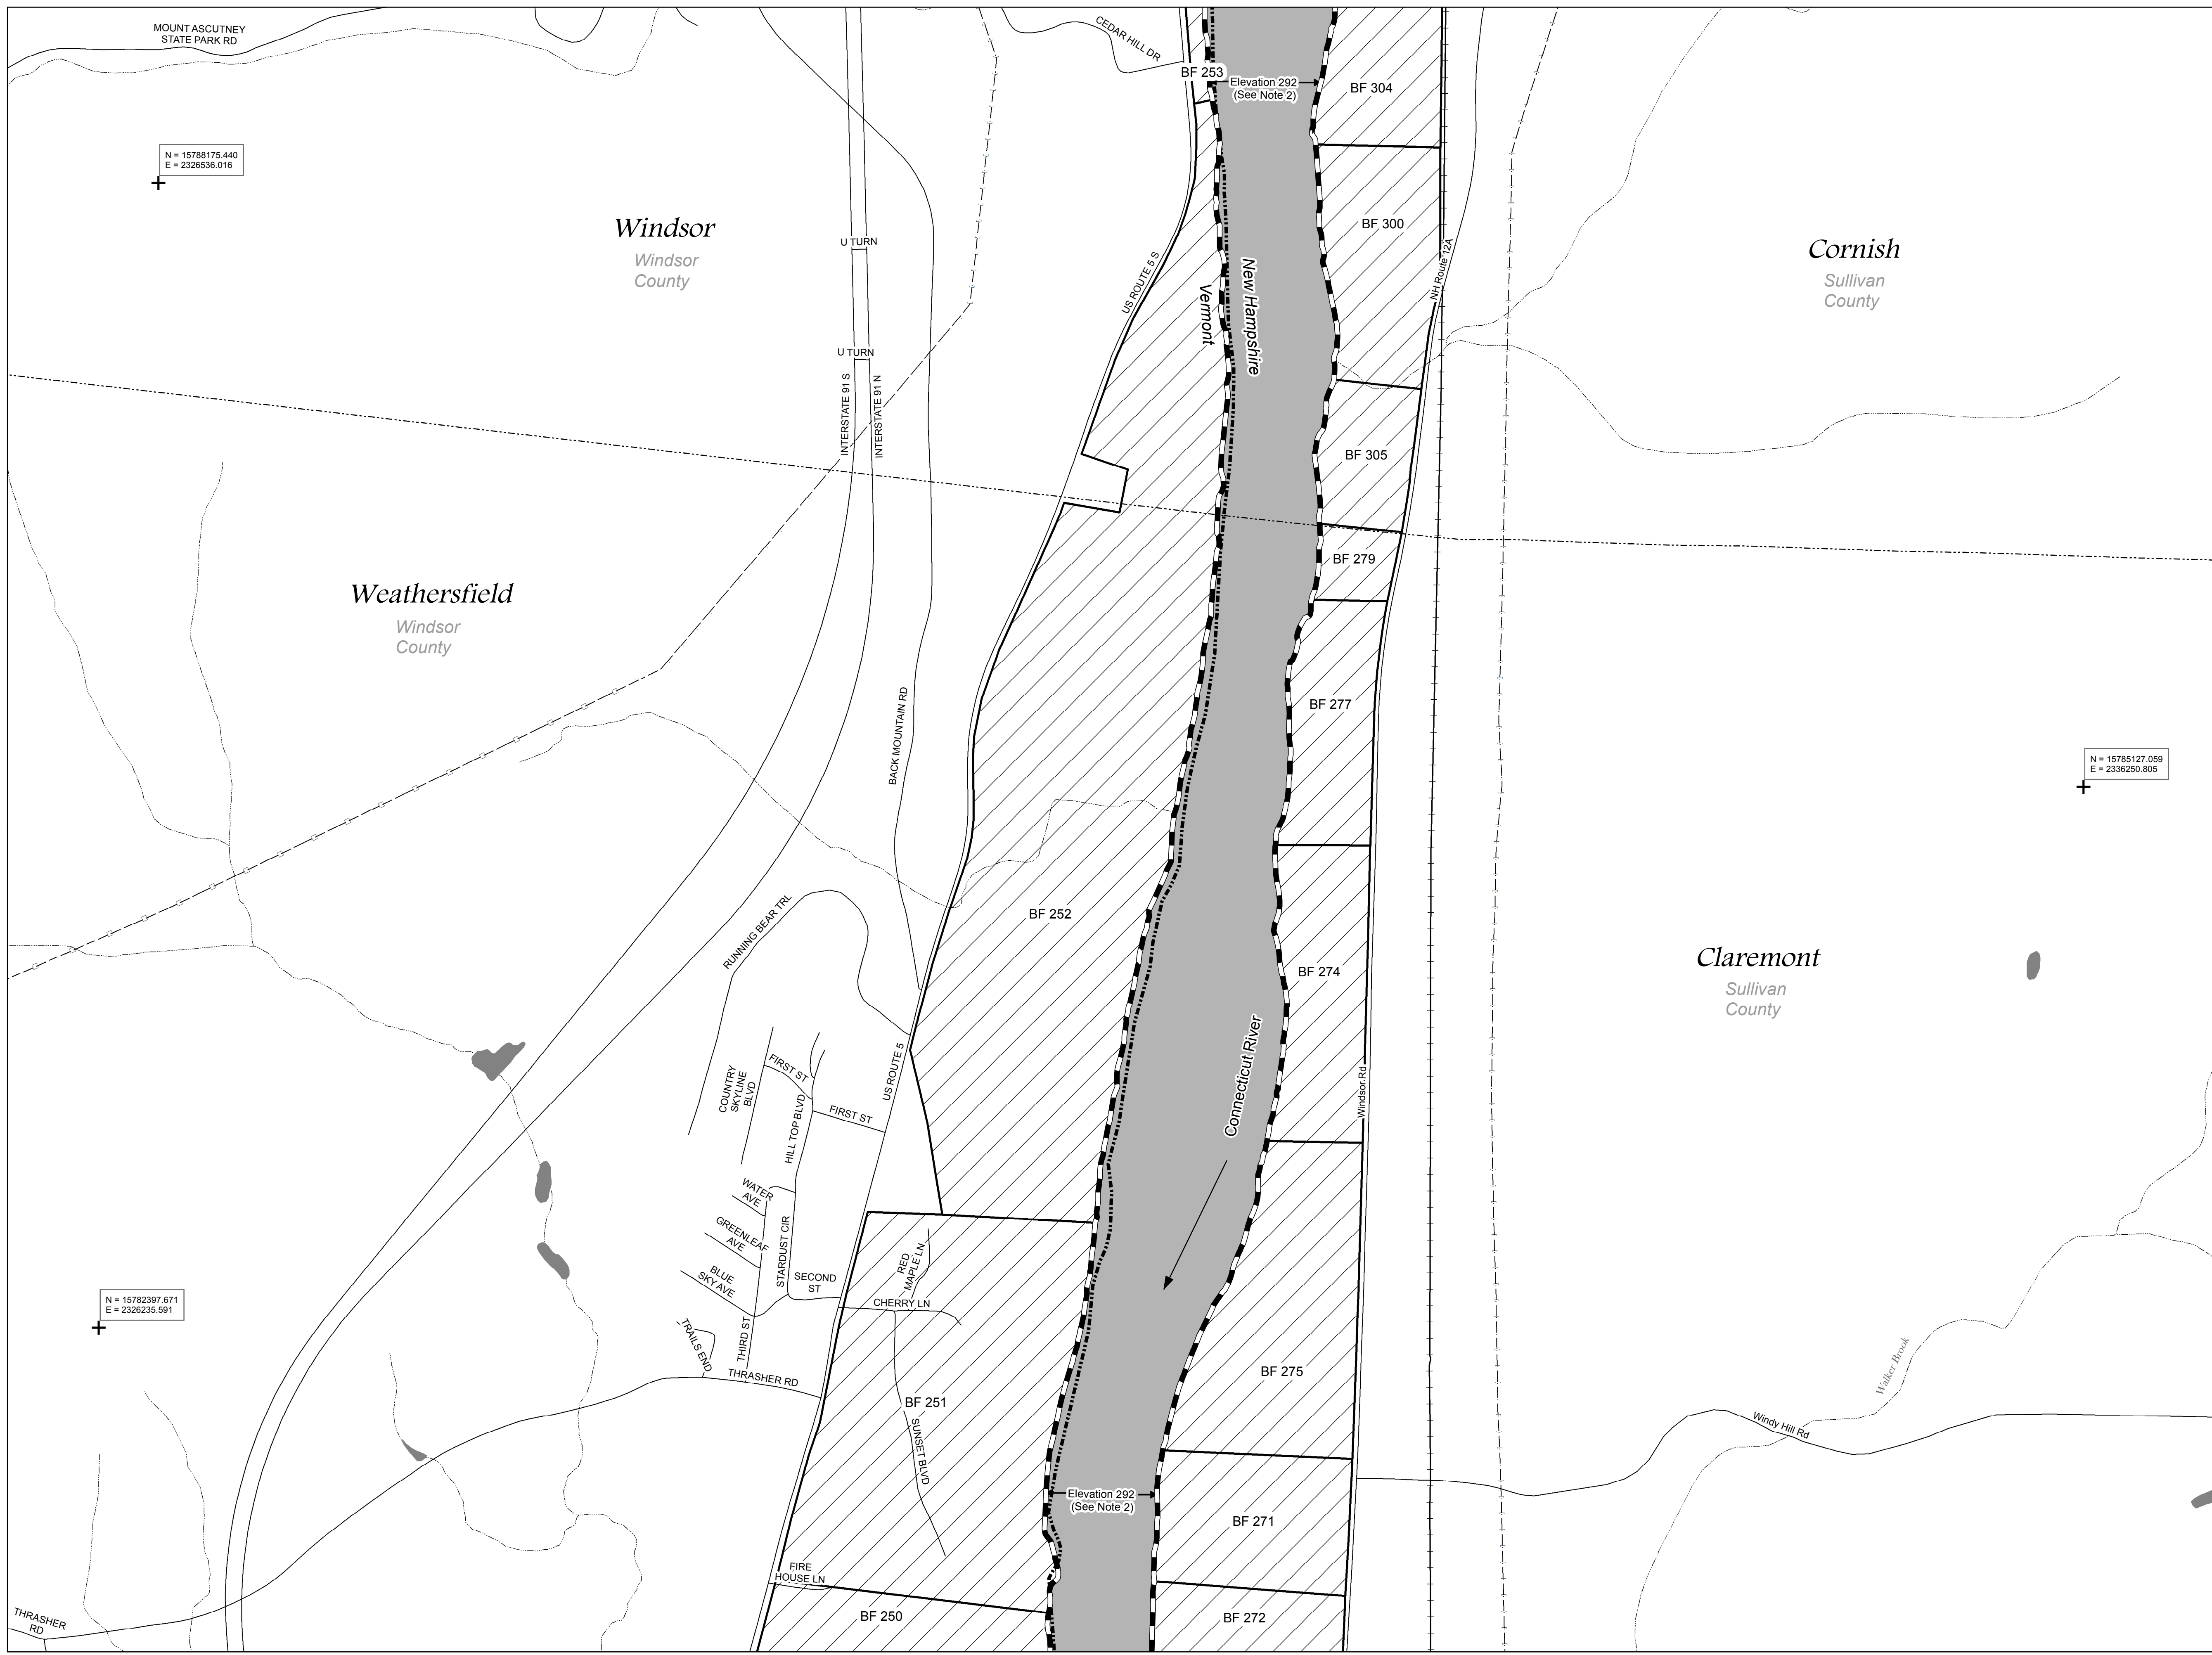 MOUNT ASCUTNEY
STATE PARK RD
CEDAR HILL DR
BF 253
Elevation 292
(See Note 2)
BF 304
N = 15788175.440
E = 2326536.016
Windsor
Windsor
County
U TURN
BF 300
Cornish
Sullivan
County
US ROUTE 5 S
Vermont
New Hampshire
NH Route 12A
U TURN
INTERSTATE 91 S
INTERSTATE 91 N
BF 305
BF 279
Weathersfield
Windsor
County
BF 277
BACK MOUNTAIN RD
N = 15785127.059
E = 2336250.805
BF 252
RUNNING BEAR TRL
BF 274
Claremont
Sullivan
County
Connecticut River
US ROUTE 5
Windsor Rd
COUNTRY
SKYLINE
BLVD
FIRST ST
HILL TOP BLVD
FIRST ST
WATER
AVE
GREENLEAF
AVE
STARDUST CIR
BLUE
SKY AVE
SECOND
ST
RED
MAPLE LN
CHERRY LN
N = 15782397.671
E = 2326235.591
TRAILS END
THIRD ST
THRASHER RD
BF 275
Walker Brook
BF 251
SUNSET BLVD
Windy Hill Rd
Elevation 292
(See Note 2)
BF 271
FIRE
HOUSE LN
BF 250
BF 272
THRASHER
RD